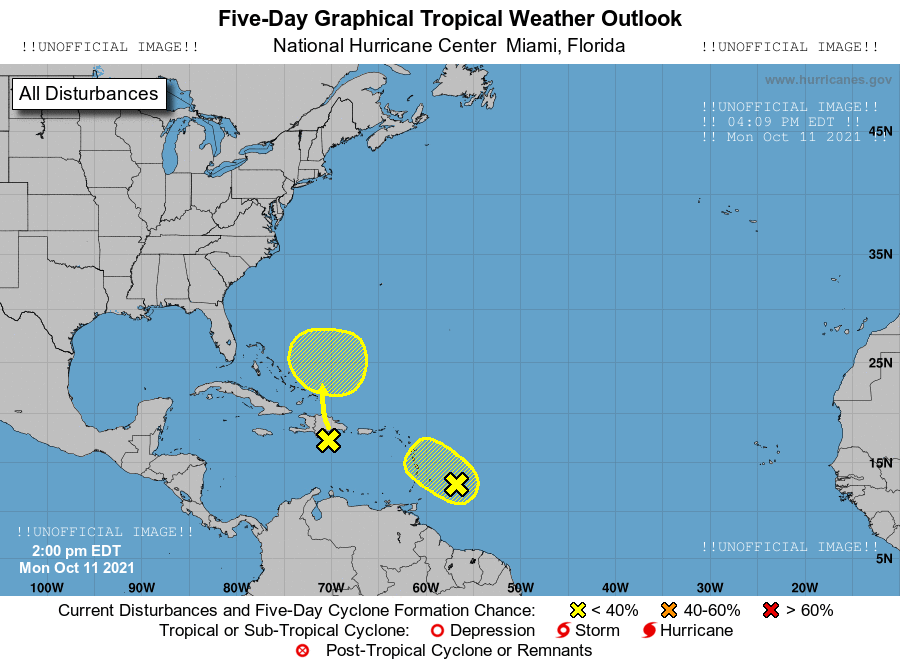 Five-Day Graphical Tropical Weather Outlook
!!UNOFFICIAL IMAGE!! National Hurricane Center Miami, Florida !!UNOFFICIAL IMAGE!!
www.hurricanes.gov
All Disturbances
!!UNOFFICIAL IMAGE!!
!! 04:09 PM EDT !!
!! Mon Oct 11 2021 !!
45N
35N
25N
15N
!!UNOFFICIAL IMAGE!!
!!UNOFFICIAL IMAGE!!
2:00 pm EDT
5N
Mon Oct 11 2021
100W 90W 80W 70W 60W 50W 40W 30W 20W
Current Disturbances and Five-Day Cyclone Formation Chance: < 40% 40-60% > 60%
Tropical or Sub-Tropical Cyclone: Depression Storm Hurricane
Post-Tropical Cyclone or Remnants